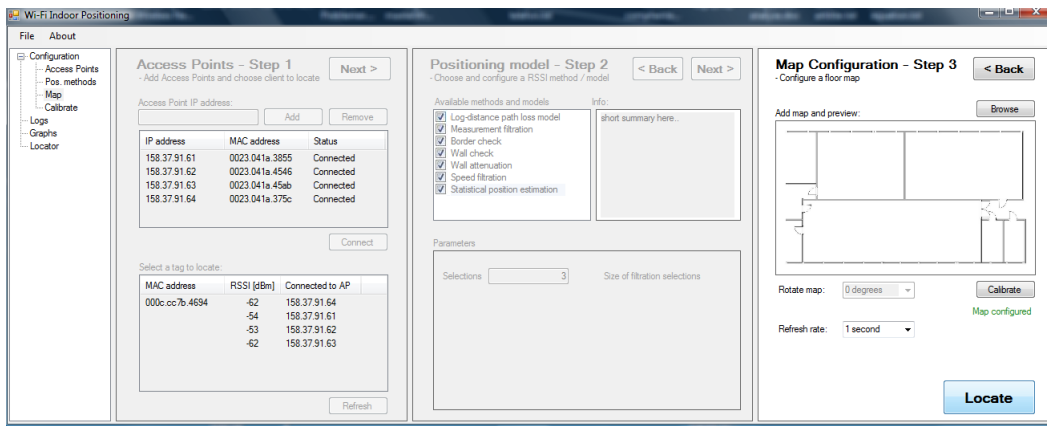 Wi-Fi Indoor Positioning
File About
Configuration
Access Points
Pos. methods
Map
Calibrate
Logs
Graphs
Locator
Access Points - Step 1
Next >
- Add Access Points and choose client to locate
Access Point IP address:
Add Remove
IP address MAC address Status
158.37.91.61 0023.041a.3855 Connected
158.37.91.62 0023.041a.4546 Connected
158.37.91.63 0023.041a.45ab Connected
158.37.91.64 0023.041a.375c Connected
Connect
Select a tag to locate:
MAC address RSSI [dBm] Connected to AP
000c.cc7b.4694 -62 158.37.91.64
-54 158.37.91.61
-53 158.37.91.62
-62 158.37.91.63
Refresh
Positioning model - Step 2
< Back Next >
- Choose and configure a RSSI method / model
Available methods and models
Log-distance path loss model
Measurement filtration
Border check
Wall check
Wall attenuation
Speed filtration
Statistical position estimation
Info:
short summary here..
Parameters
Selections 3 Size of filtration selections
Map Configuration - Step 3
< Back
- Configure a floor map
Add map and preview:
Browse
Rotate map: 0 degrees
Calibrate
Map configured
Refresh rate: 1 second
Locate